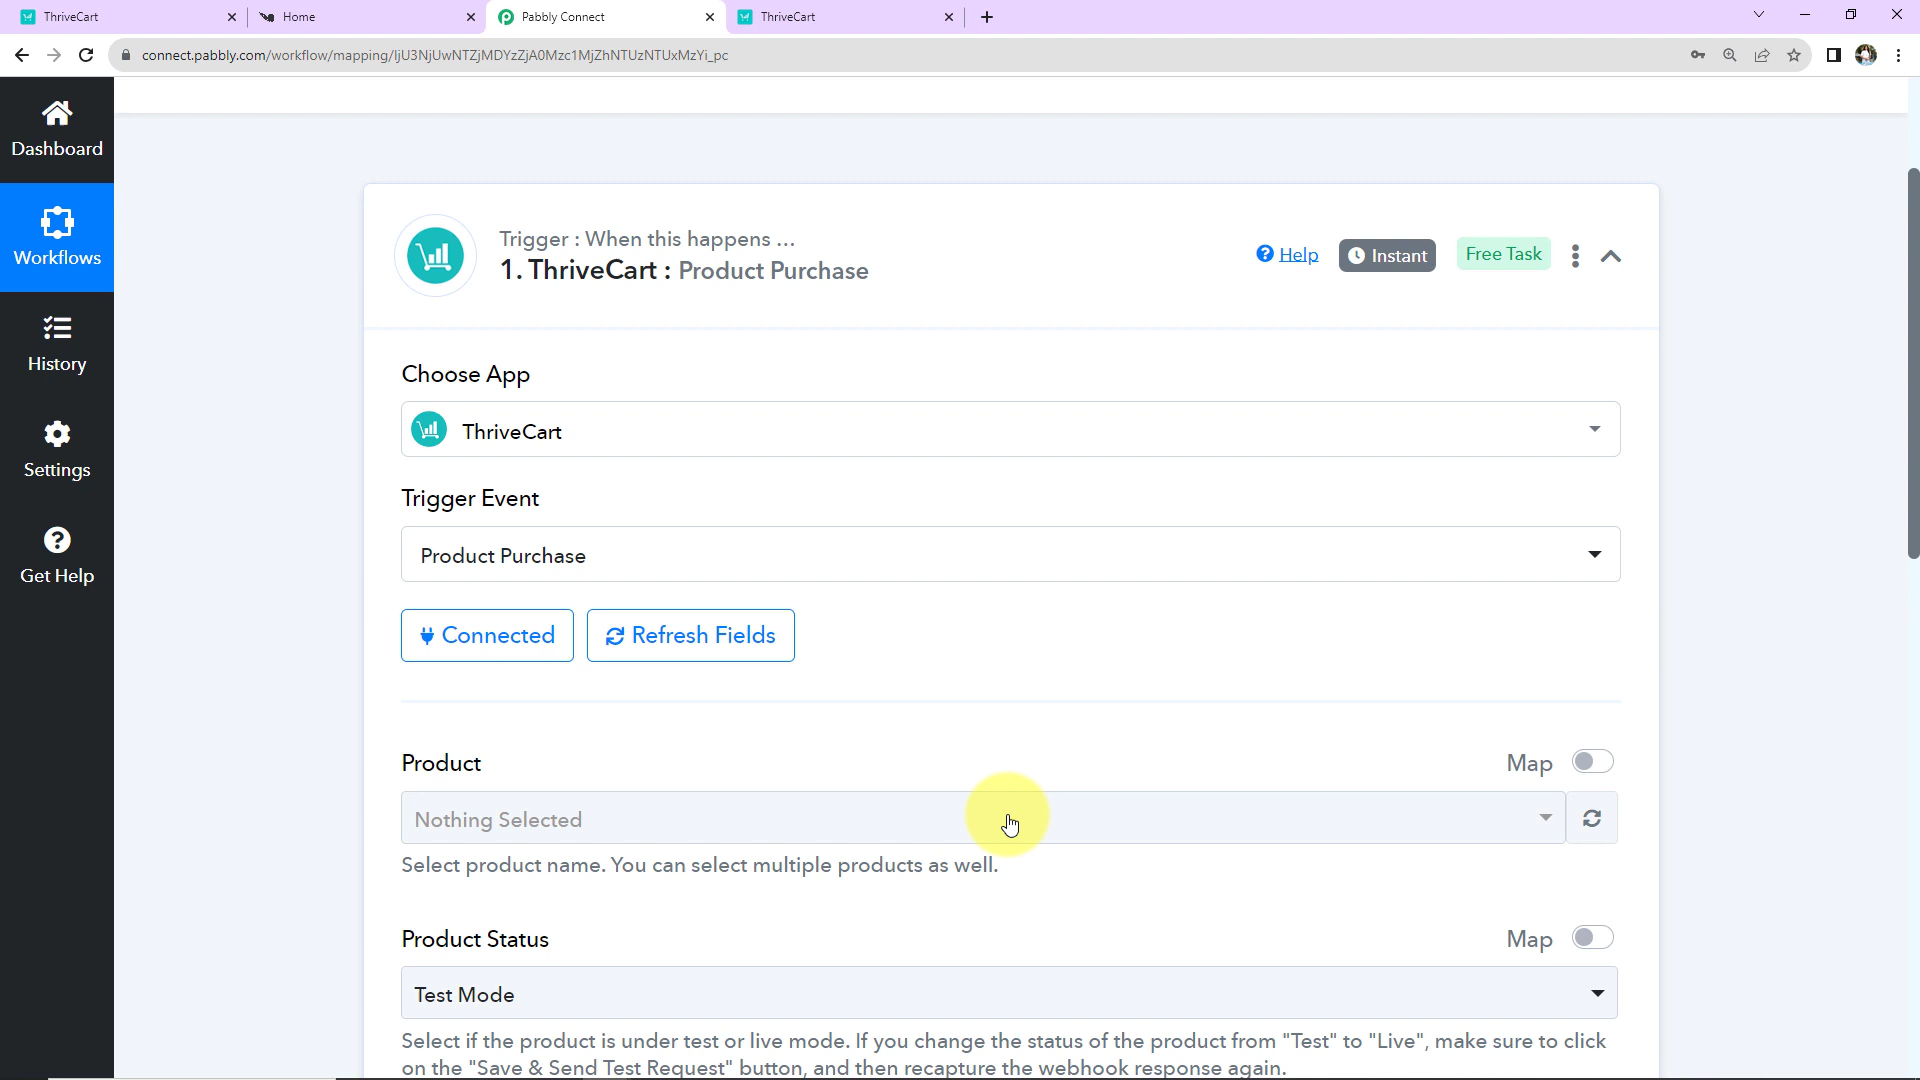 ThriveCart
Home
Pabbly Connect
ThriveCart
connect.pabbly.com/workflow/mapping/IjU3NjUwNTZjMDYzZjA0Mzc1MjZhNTUzNTUxMzYi_pc
Dashboard
Workflows
History
Settings
Get Help
Trigger : When this happens ...
1. ThriveCart : Product Purchase
Help
Instant
Free Task
Choose App
ThriveCart
Trigger Event
Product Purchase
Connected
Refresh Fields
Product
Map
Nothing Selected
Select product name. You can select multiple products as well.
Product Status
Map
Test Mode
Select if the product is under test or live mode. If you change the status of the product from "Test" to "Live", make sure to click
on the "Save & Send Test Request" button, and then recapture the webhook response again.